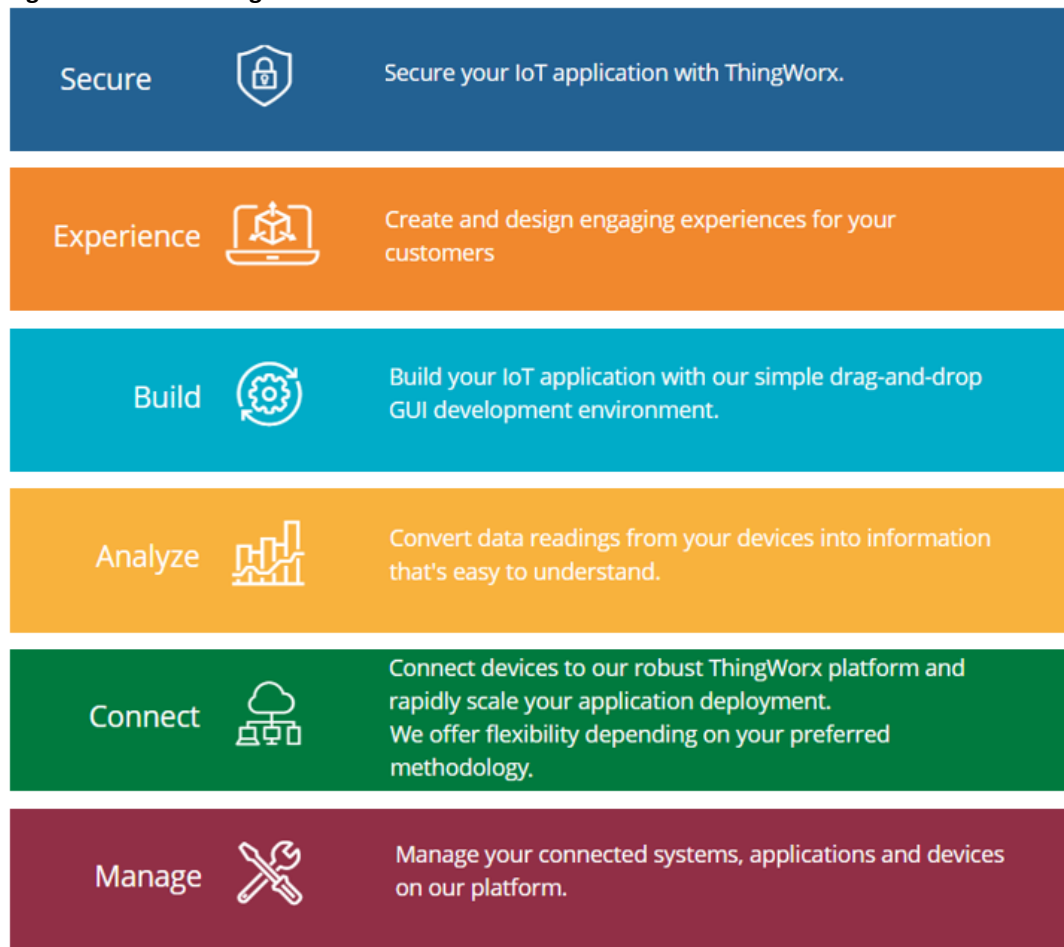 Secure
Secure your IoT application with ThingWorx.
Experience
Create and design engaging experiences for your
customers
Build
Build your IoT application with our simple drag-and-drop
GUI development environment.
Analyze
Convert data readings from your devices into information
that's easy to understand.
Connect
Connect devices to our robust ThingWorx platform and
rapidly scale your application deployment.
We offer flexibility depending on your preferred
methodology.
Manage
Manage your connected systems, applications and devices
on our platform.